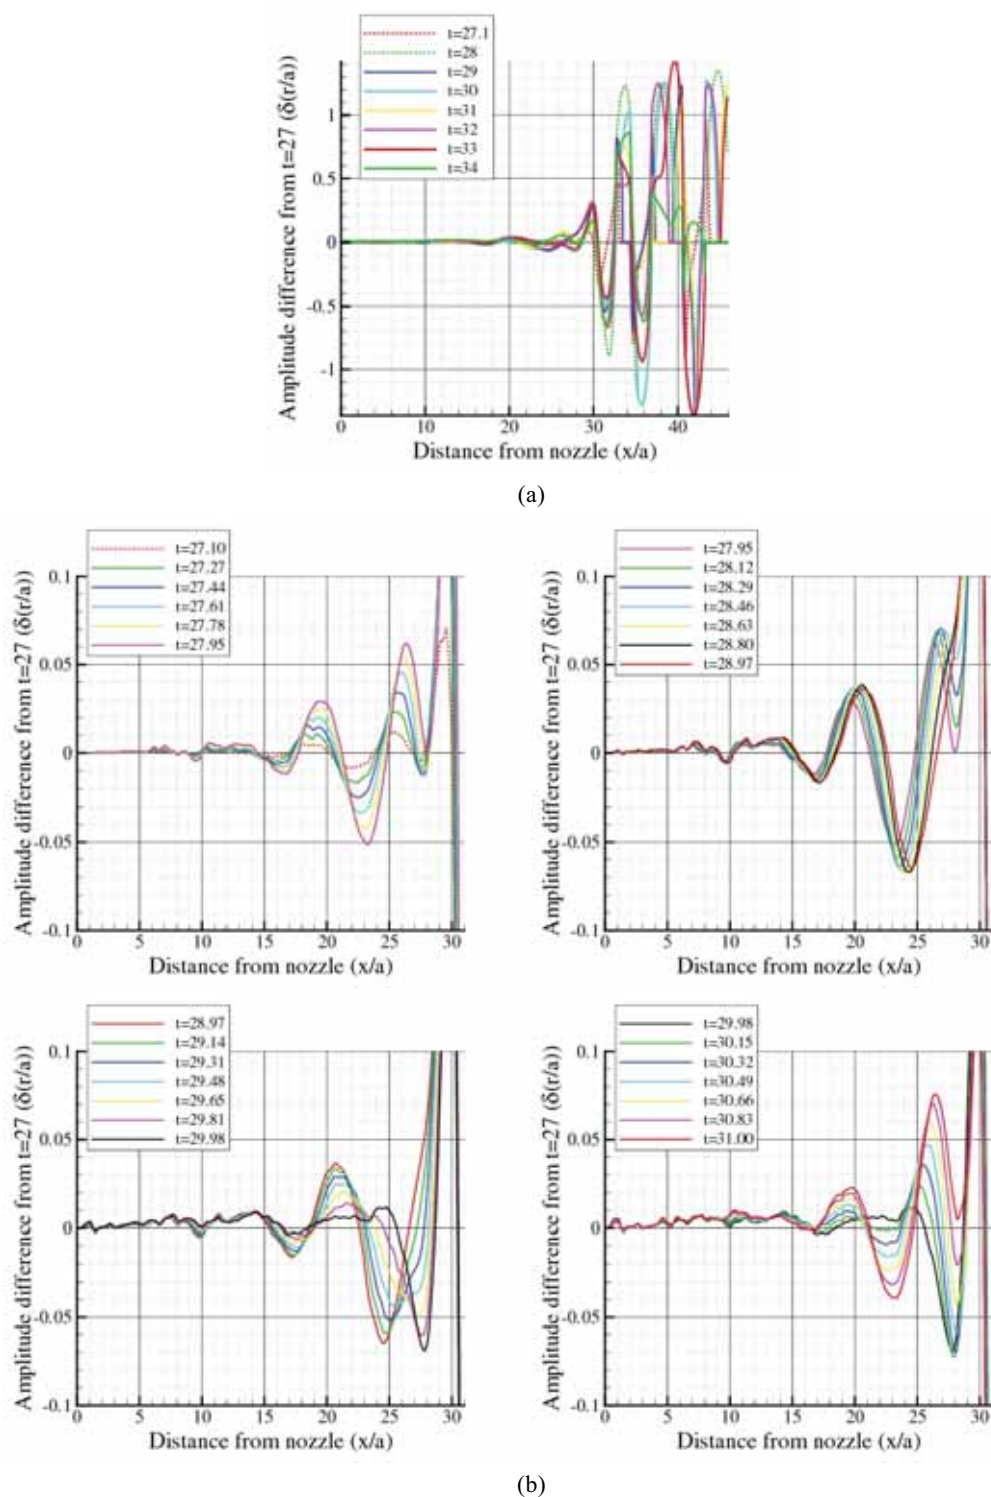 t=27.1
t=28
t=29
t=30
t=31
t=32
t=33
t=34
Amplitude difference from t=27 (δ(r/a))
1
0.5
0
-0.5
-1
0 10 20 30 40
Distance from nozzle (x/a)
(a)
t=27.10
t=27.27
t=27.44
t=27.61
t=27.78
t=27.95
Amplitude difference from t=27 (δ(r/a))
0.1
0.05
0
-0.05
-0.1
0 5 10 15 20 25 30
Distance from nozzle (x/a)
t=27.95
t=28.12
t=28.29
t=28.46
t=28.63
t=28.80
t=28.97
Amplitude difference from t=27 (δ(r/a))
0.1
0.05
0
-0.05
-0.1
0 5 10 15 20 25 30
Distance from nozzle (x/a)
t=28.97
t=29.14
t=29.31
t=29.48
t=29.65
t=29.81
t=29.98
Amplitude difference from t=27 (δ(r/a))
0.1
0.05
0
-0.05
-0.1
0 5 10 15 20 25 30
Distance from nozzle (x/a)
t=29.98
t=30.15
t=30.32
t=30.49
t=30.66
t=30.83
t=31.00
Amplitude difference from t=27 (δ(r/a))
0.1
0.05
0
-0.05
-0.1
0 5 10 15 20 25 30
Distance from nozzle (x/a)
(b)